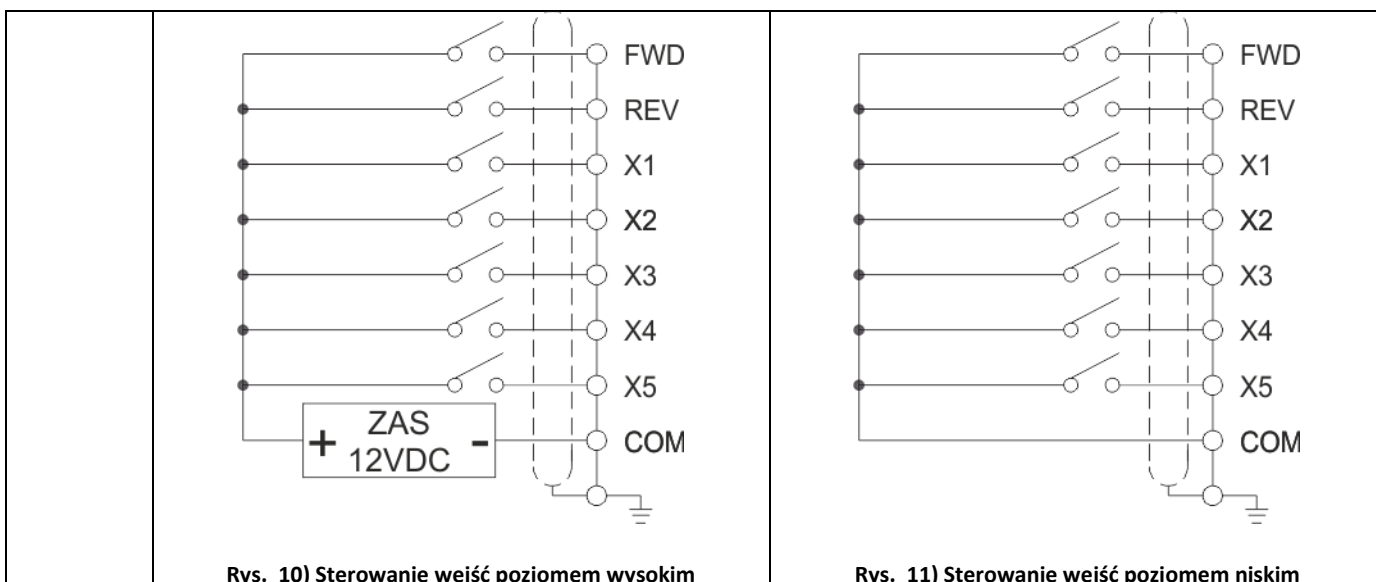 FWD
REV
X1
X2
X3
X4
X5
+ ZAS -
12VDC
COM
Rys. 10) Sterowanie wejść poziomem wysokim
FWD
REV
X1
X2
X3
X4
X5
COM
Rys. 11) Sterowanie wejść poziomem niskim